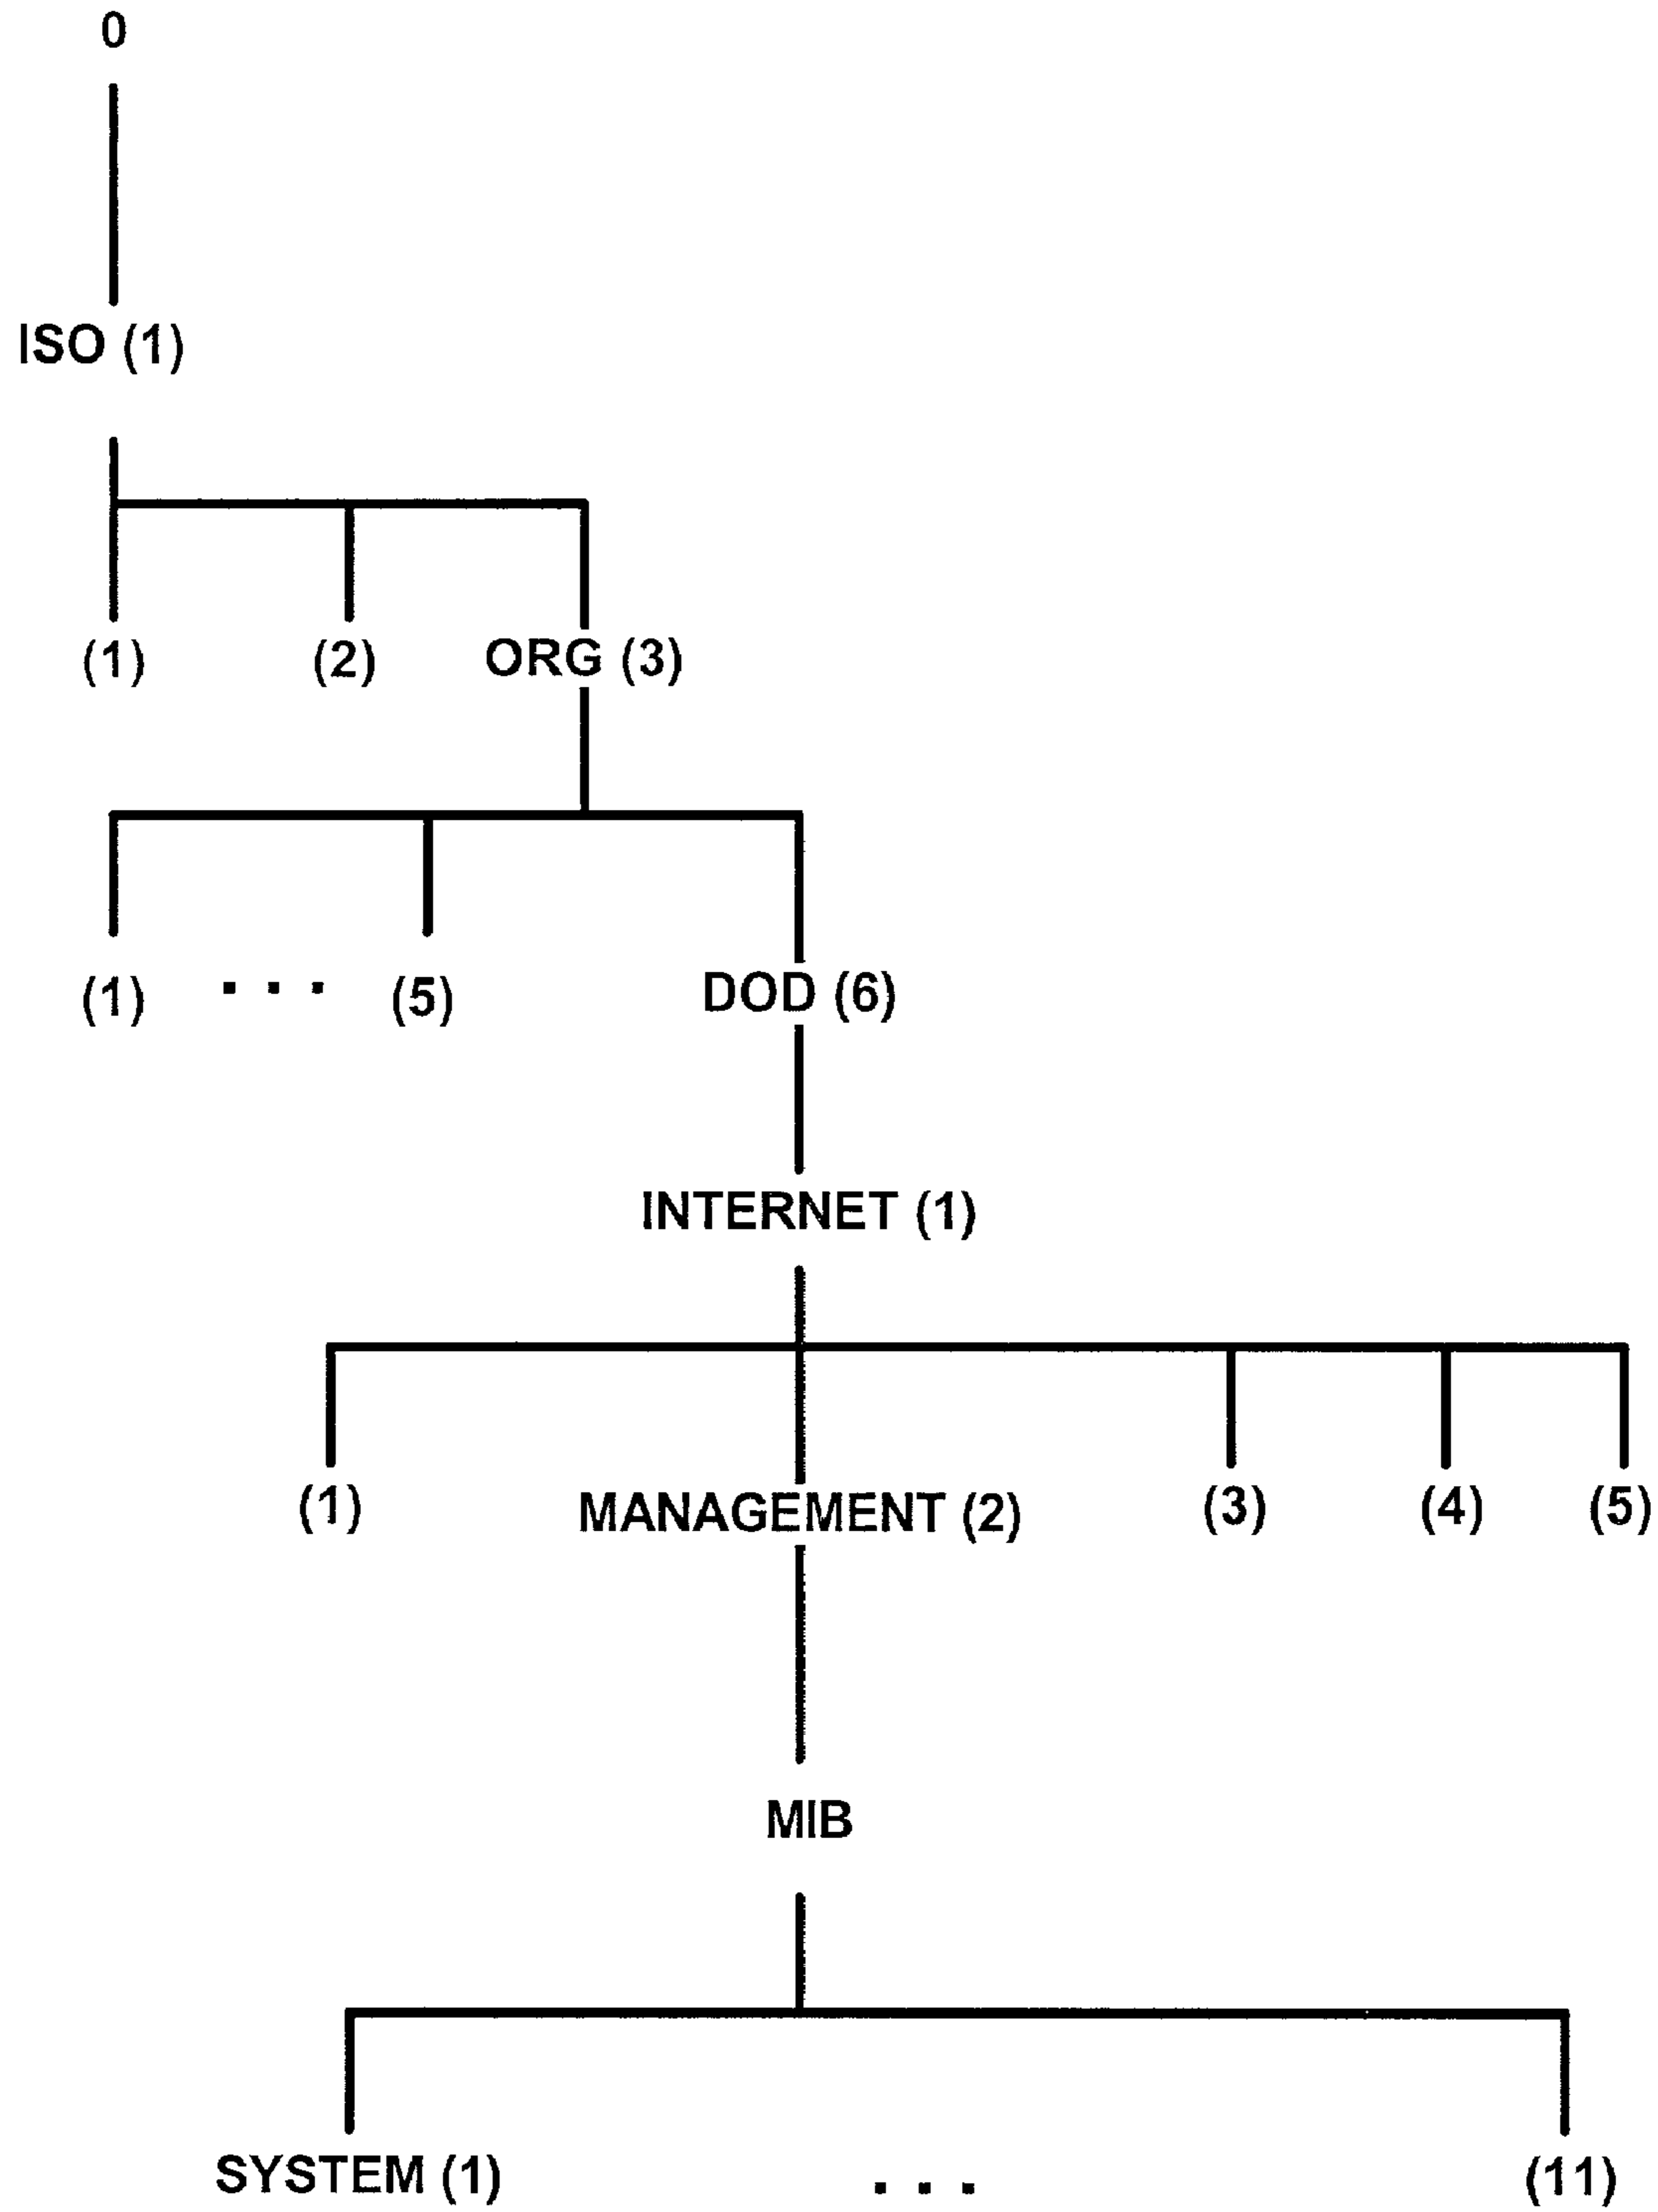 0
ISO (1)
(1) (2) ORG (3)
(1) ... (5) DOD (6)
INTERNET (1)
(1) MANAGEMENT (2) (3) (4) (5)
MIB
SYSTEM (1) ... (11)